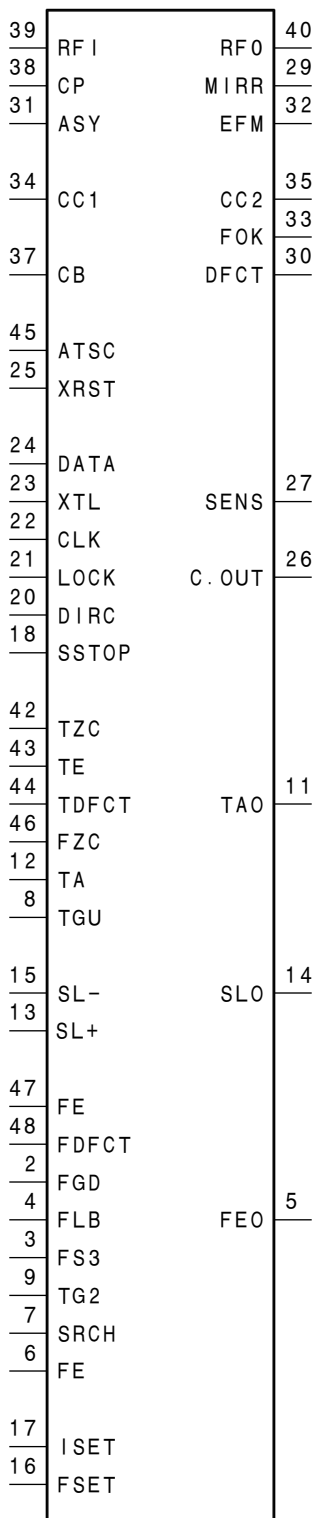 39 RFI RFO 40
38 CP MIRR 29
31 ASY EFM 32
34 CC1 CC2 35
FOK 33
37 CB DFCT 30
45 ATSC
25 XRST
24 DATA
23 XTL SENS 27
22 CLK
21 LOCK C.OUT 26
20 DIRC
18 SSTOP
42 TZC
43 TE
44 TDFCT TAO 11
46 FZC
12 TA
8 TGU
15 SL- SLO 14
13 SL+
47 FE
48 FDFCT
2 FGD
4 FLB FEO 5
3 FS3
9 TG2
7 SRCH
6 FE
17 ISET
16 FSET